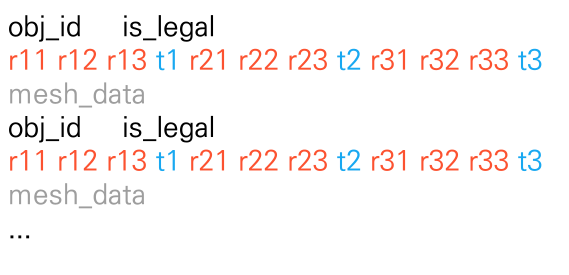 obj_id is_legal
r11 r12 r13 t1 r21 r22 r23 t2 r31 r32 r33 t3
mesh_data
obj_id is_legal
r11 r12 r13 t1 r21 r22 r23 t2 r31 r32 r33 t3
mesh_data
...